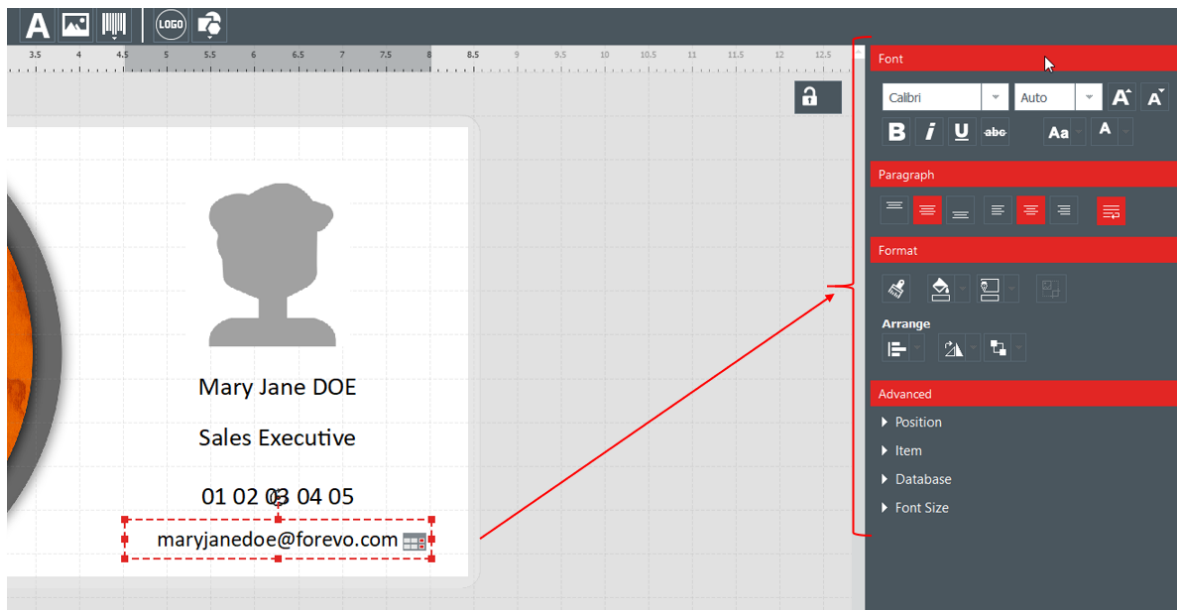 A LOGO
3.5 4 4.5 5 5.5 6 6.5 7 7.5 8 8.5 9 9.5 10 10.5 11 11.5 12 12.5
Font
Calibri Auto A A
B i U abc Aa A
Paragraph
Format
Arrange
Advanced
Position
Item
Database
Font Size
Mary Jane DOE
Sales Executive
01 02 03 04 05
maryjanedoe@forevo.com